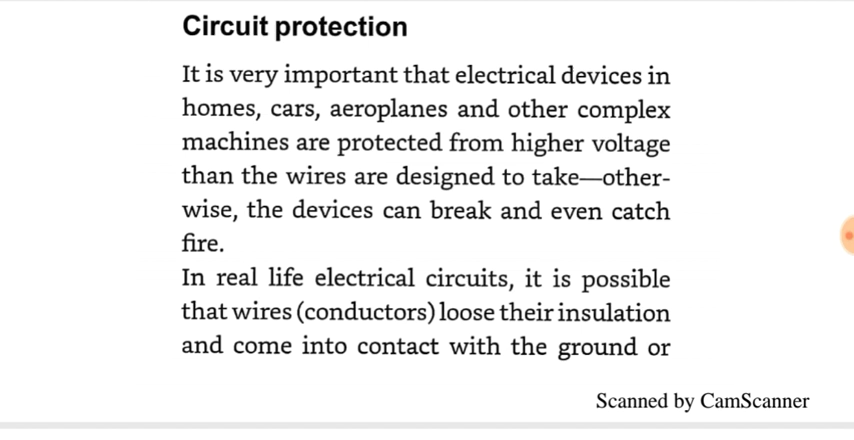 Circuit protection
It is very important that electrical devices in
homes, cars, aeroplanes and other complex
machines are protected from higher voltage
than the wires are designed to take—other-
wise, the devices can break and even catch
fire.
In real life electrical circuits, it is possible
that wires (conductors) loose their insulation
and come into contact with the ground or
Scanned by CamScanner